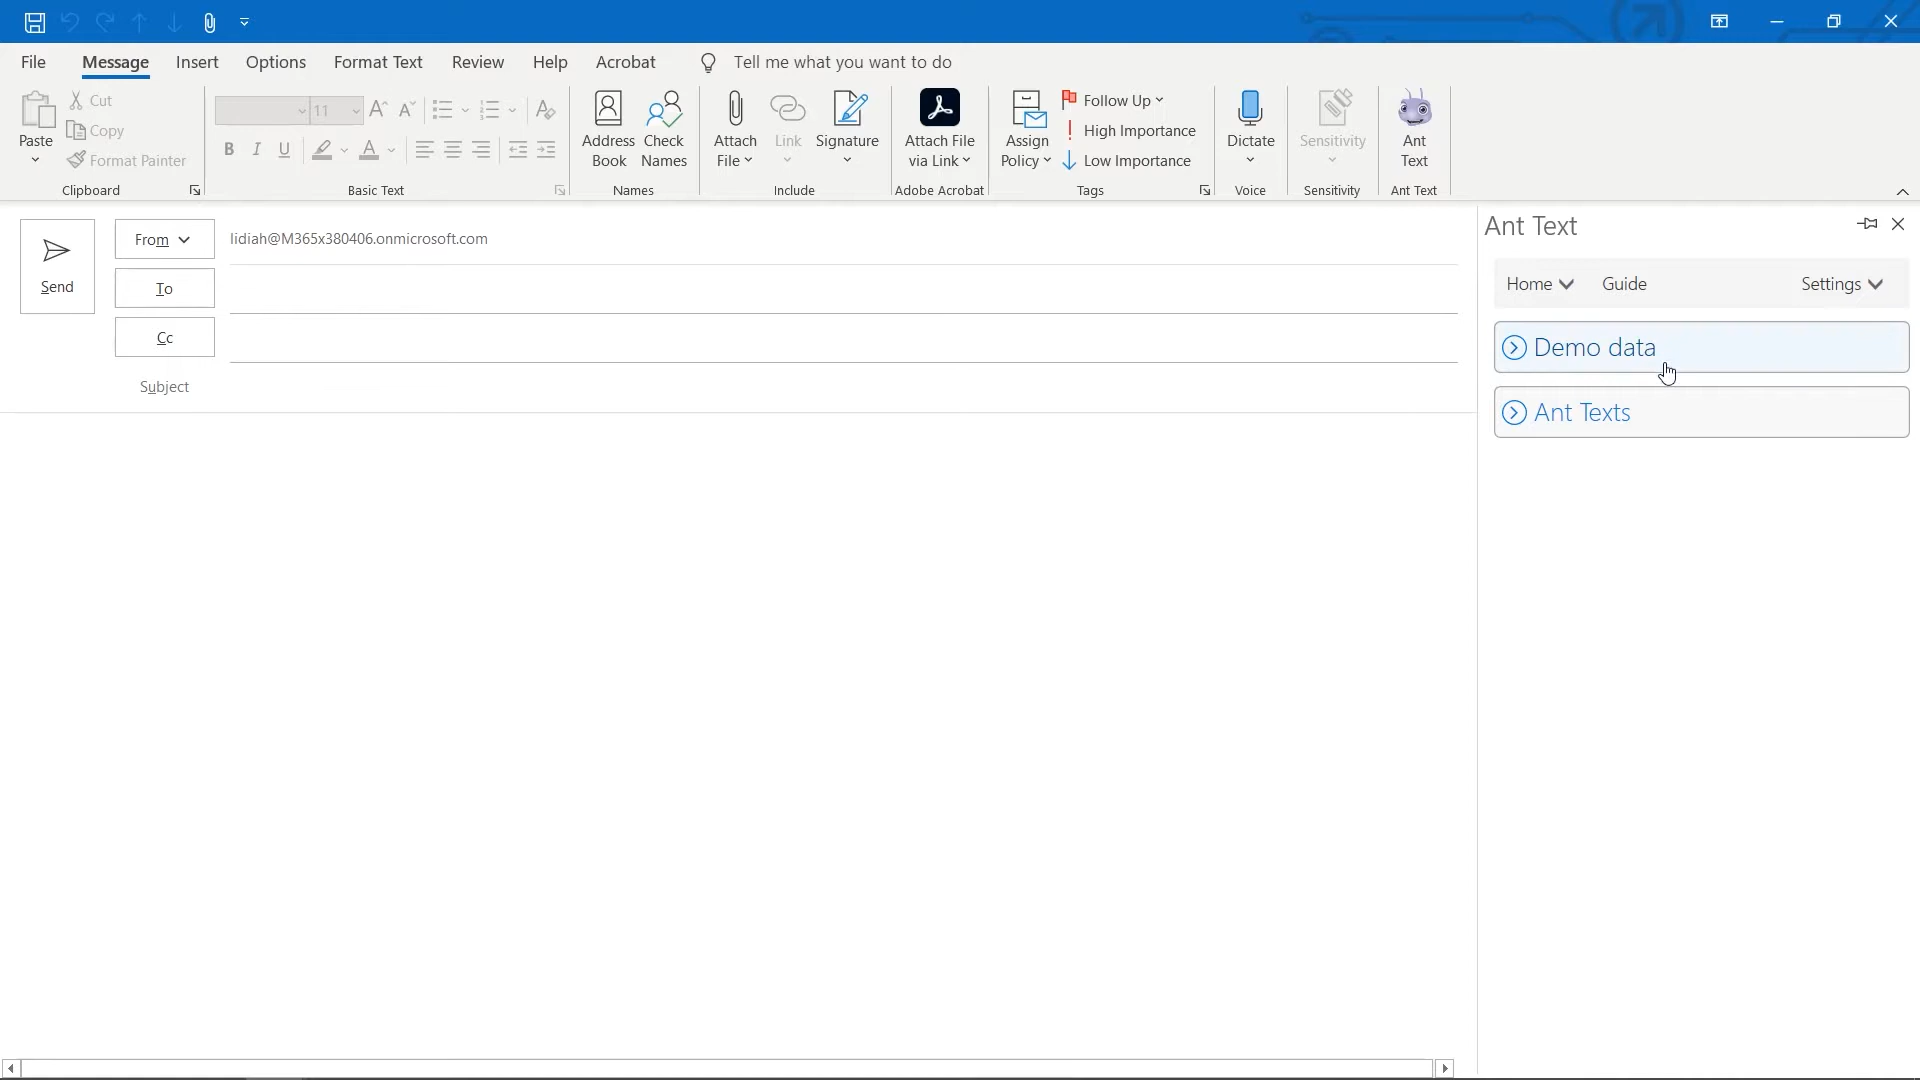 File Message Insert Options Format Text Review Help Acrobat Tell me what you want to do
Paste
Cut
Copy
Format Painter
Clipboard
11
B I U A
Basic Text
Address Book
Check Names
Names
Attach File
Link
Signature
Include
Attach File via Link
Adobe Acrobat
Assign Policy
Follow Up
High Importance
Low Importance
Tags
Dictate
Voice
Sensitivity
Sensitivity
Ant Text
Ant Text
Send
From lidiah@M365x380406.onmicrosoft.com
To
Cc
Subject
Ant Text
Home Guide Settings
Demo data
Ant Texts